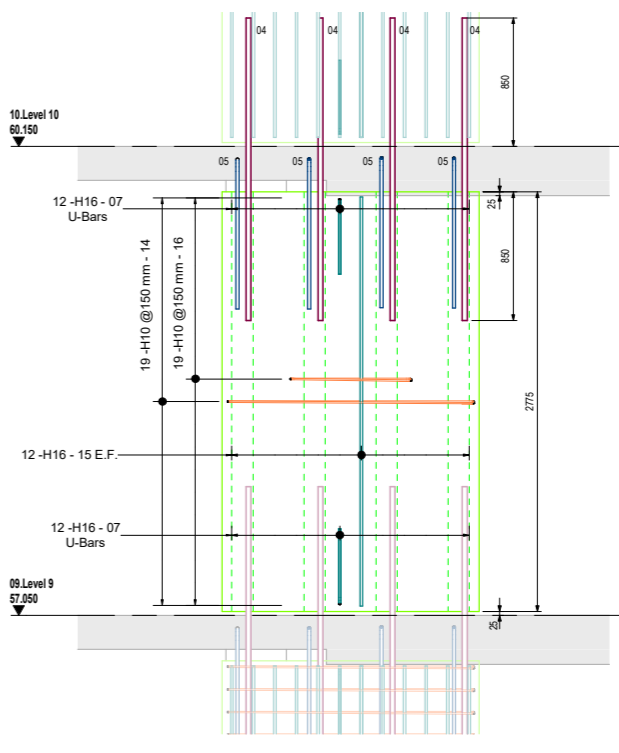 04
04
04
04
850
10.Level 10
60.150
05
05
05
05
12 -H16 - 07
U-Bars
25
19 -H10 @150 mm - 14
19 -H10 @150 mm - 16
850
2775
12 -H16 - 15 E.F.
12 -H16 - 07
U-Bars
09.Level 9
57.050
25